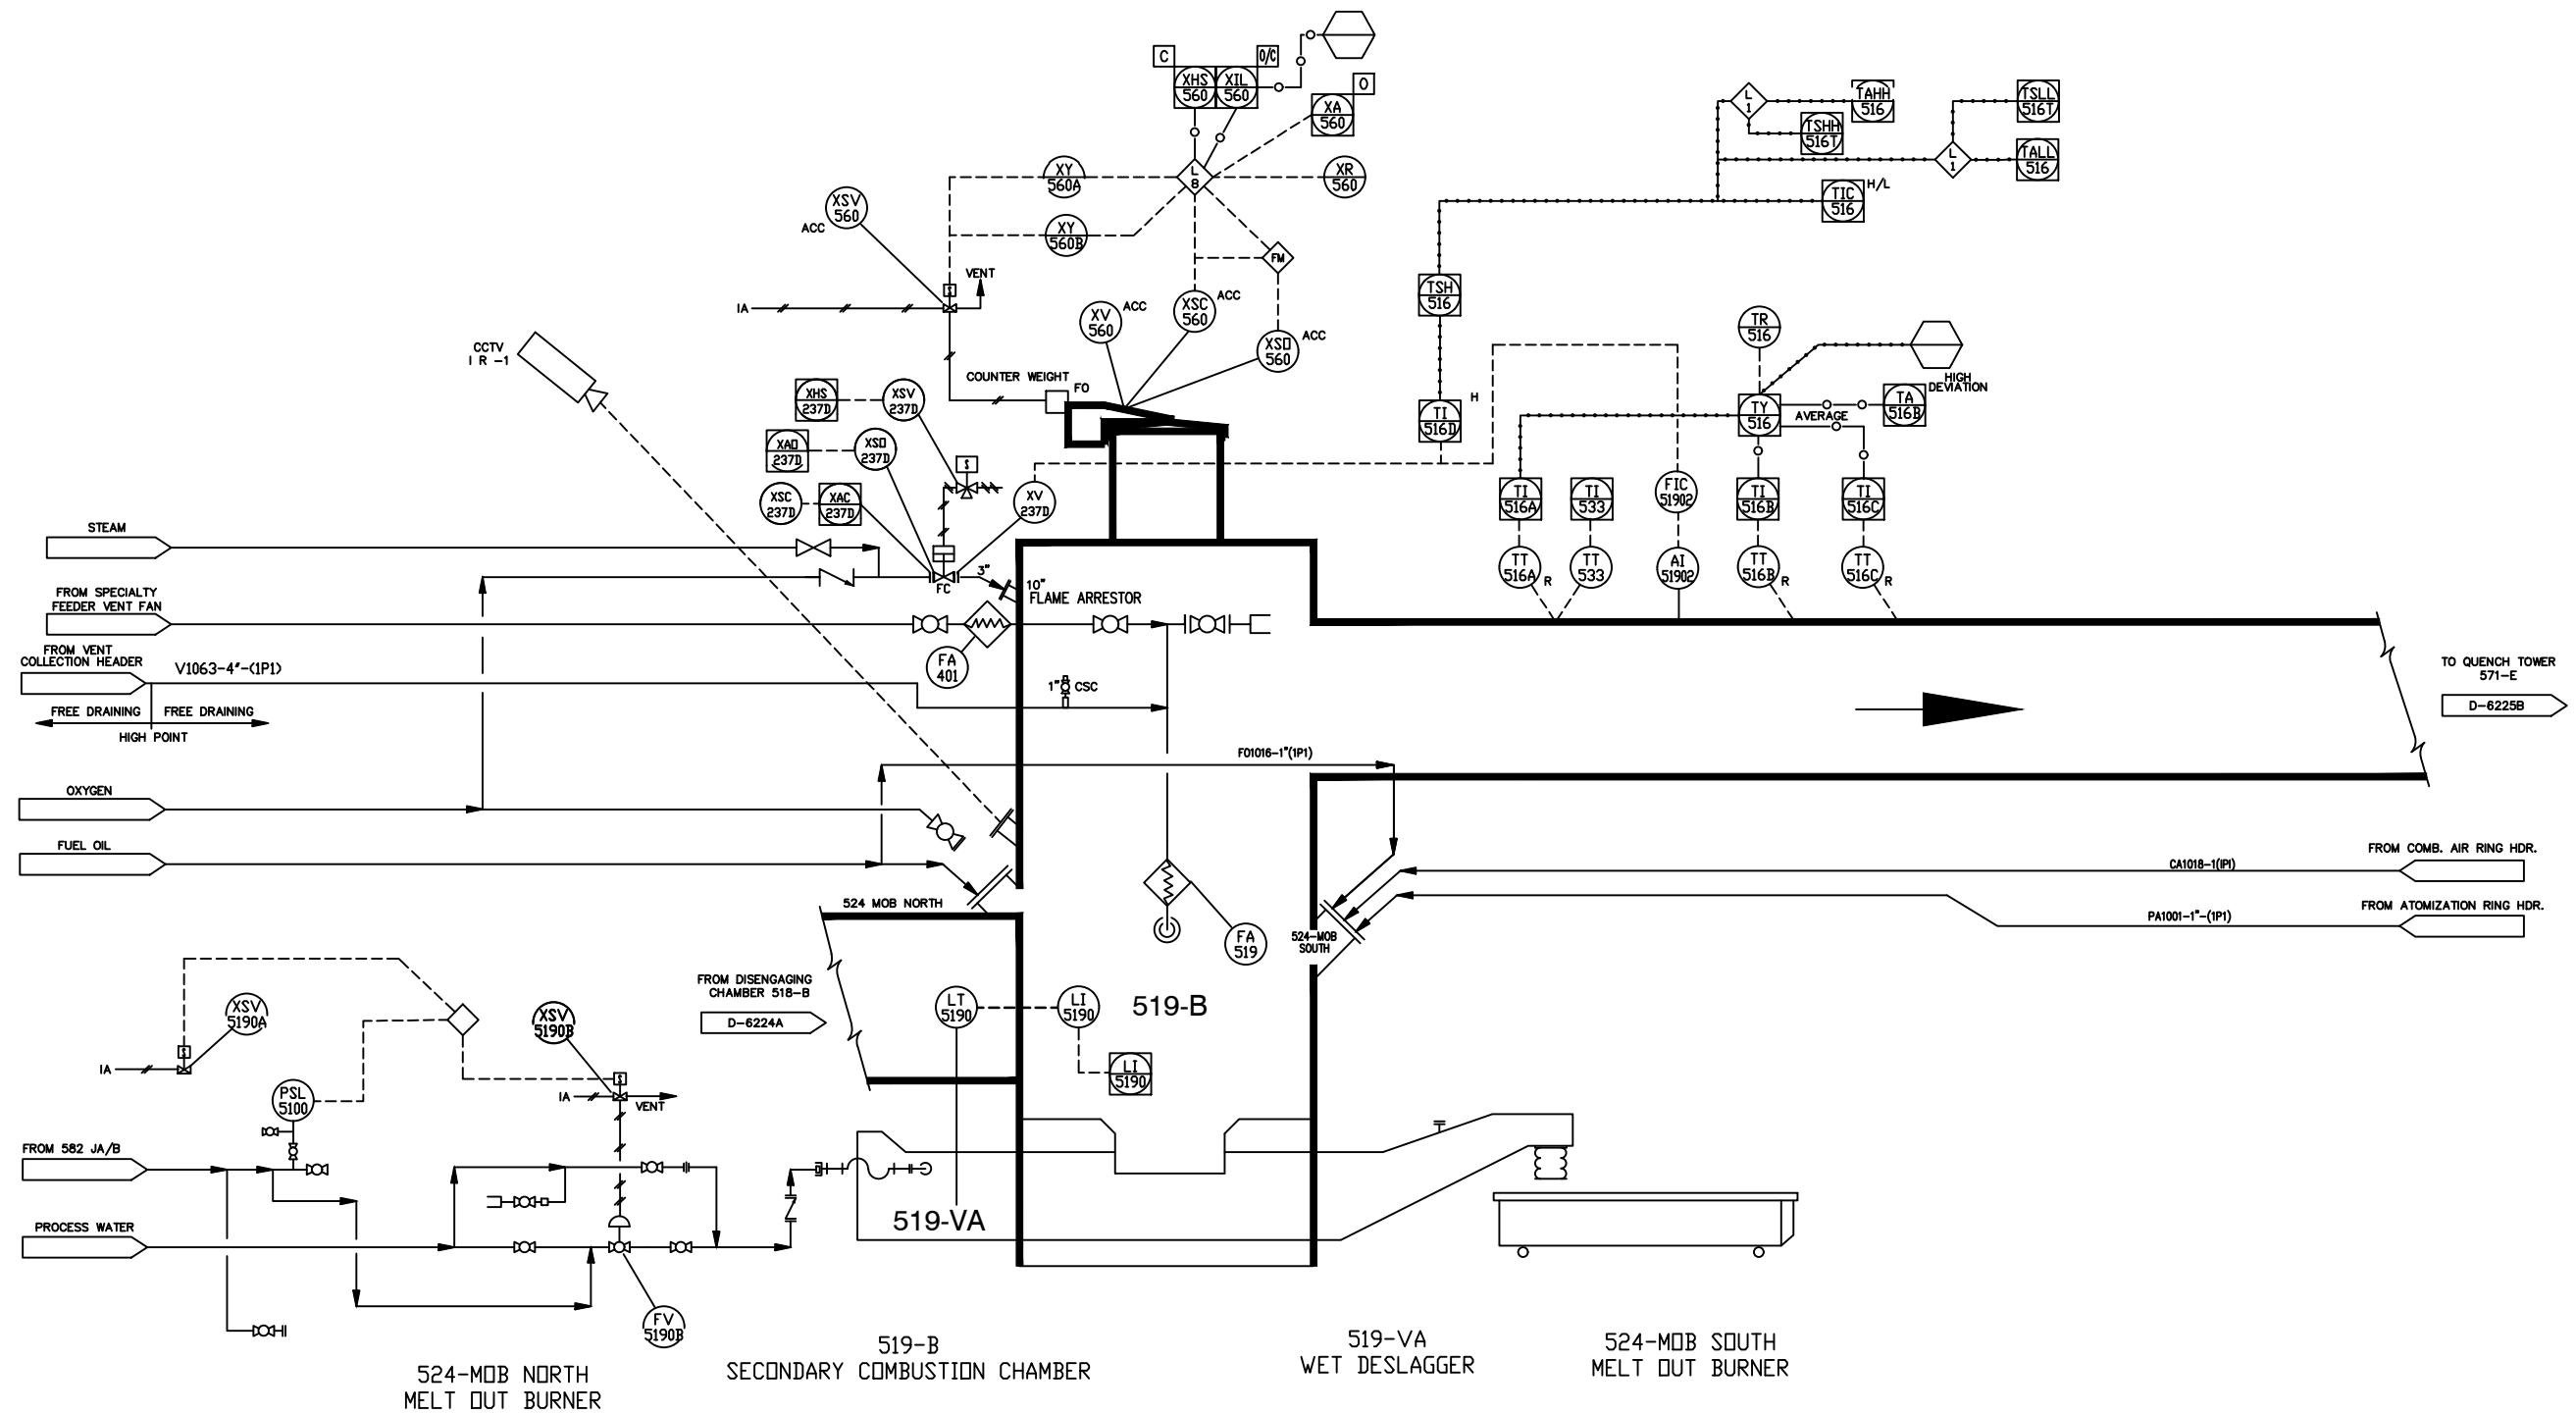 C
O/C
XHS
560
XIL
560
XA
560
O
L
1
TAHH
516
TSHH
516T
TSLL
516T
L
1
TALL
516
XY
560A
L
8
XR
560
TIC
516
H/L
XSV
560
ACC
XY
560B
FM
VENT
S
IA
TSH
516
XV
560
ACC
XSC
560
ACC
XSO
560
ACC
TR
516
CCTV
I R -1
HIGH
DEVIATION
COUNTER WEIGHT
FO
XHS
237D
XSV
237D
H
TI
516D
TY
516
AVERAGE
TA
516B
XAO
237D
XSO
237D
S
XSC
237D
XAC
237D
XV
237D
TI
516A
TI
533
FIC
51902
TI
516B
TI
516C
STEAM
TT
516A
R
TT
533
AI
51902
TT
516B
R
TT
516C
R
FC
3"
10"
FLAME ARRESTOR
FROM SPECIALTY
FEEDER VENT FAN
FA
401
FROM VENT
COLLECTION HEADER
V1063-4"-(1P1)
1"
CSC
FREE DRAINING
FREE DRAINING
HIGH POINT
TO QUENCH TOWER
571-E
D-6225B
FO1016-1"(1P1)
OXYGEN
FUEL OIL
FROM COMB. AIR RING HDR.
CA1018-1(IPI)
524 MOB NORTH
FROM ATOMIZATION RING HDR.
PA1001-1"-(1P1)
FA
519
524-MOB
SOUTH
FROM DISENGAGING
CHAMBER 518-B
D-6224A
LT
5190
LI
5190
519-B
LI
5190
XSV
5190A
S
IA
XSV
5190B
S
IA
VENT
PSL
5100
FROM 582 JA/B
519-VA
PROCESS WATER
FV
5190B
519-B
SECONDARY COMBUSTION CHAMBER
519-VA
WET DESLAGGER
524-MOB SOUTH
MELT OUT BURNER
524-MOB NORTH
MELT OUT BURNER